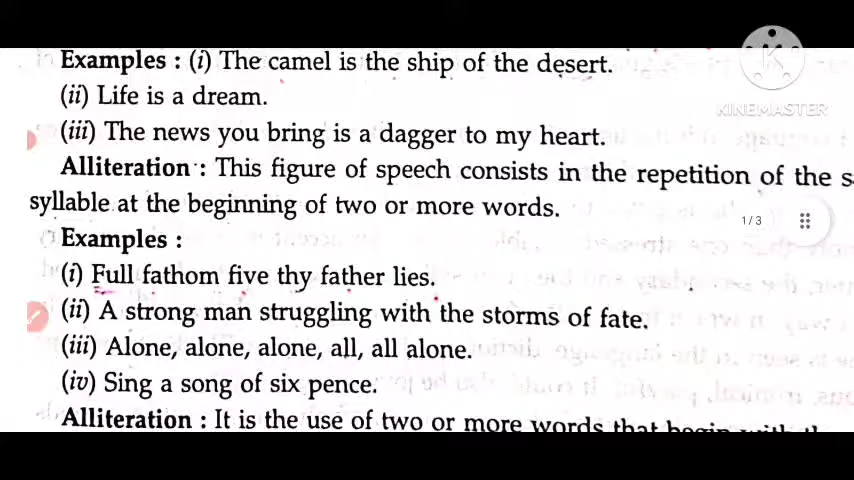 Examples : (i) The camel is the ship of the desert.
KINEMASTER
(ii) Life is a dream.
(iii) The news you bring is a dagger to my heart.
Alliteration : This figure of speech consists in the repetition of the s
syllable at the beginning of two or more words.
1/3
Examples :
(i) Full fathom five thy father lies.
(ii) A strong man struggling with the storms of fate.
(iii) Alone, alone, alone, all, all alone.
(iv) Sing a song of six pence.
Alliteration : It is the use of two or more words that begin with